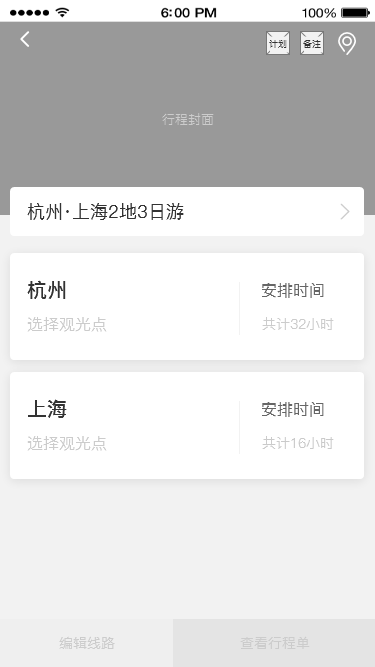 6:00 PM
100%
计划
备注
行程封面
杭州·上海2地3日游
杭州
安排时间
选择观光点
共计32小时
上海
安排时间
选择观光点
共计16小时
编辑线路
查看行程单